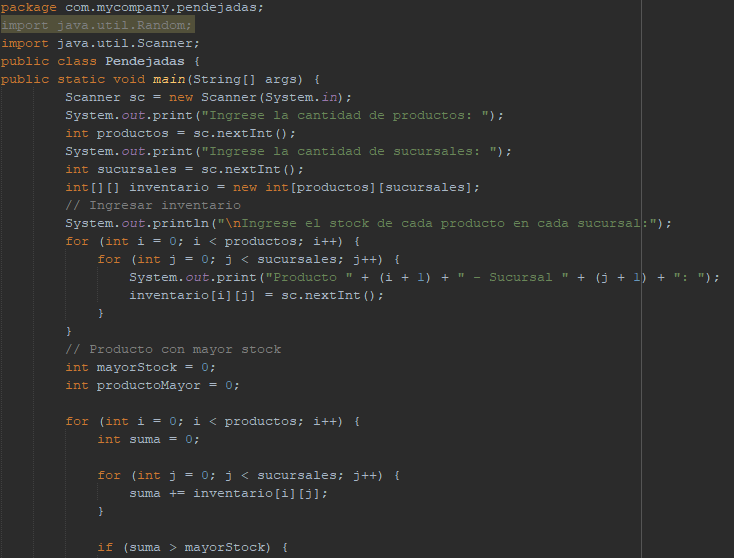 package com.mycompany.pendejadas;
import java.util.Random;
import java.util.Scanner;
public class Pendejadas {
public static void main(String[] args) {
        Scanner sc = new Scanner(System.in);
        System.out.print("Ingrese la cantidad de productos: ");
        int productos = sc.nextInt();
        System.out.print("Ingrese la cantidad de sucursales: ");
        int sucursales = sc.nextInt();
        int[][] inventario = new int[productos][sucursales];
        // Ingresar inventario
        System.out.println("\nIngrese el stock de cada producto en cada sucursal:");
        for (int i = 0; i < productos; i++) {
            for (int j = 0; j < sucursales; j++) {
                System.out.print("Producto " + (i + 1) + " - Sucursal " + (j + 1) + ": ");
                inventario[i][j] = sc.nextInt();
            }
        }
        // Producto con mayor stock
        int mayorStock = 0;
        int productoMayor = 0;

        for (int i = 0; i < productos; i++) {
            int suma = 0;

            for (int j = 0; j < sucursales; j++) {
                suma += inventario[i][j];
            }

            if (suma > mayorStock) {